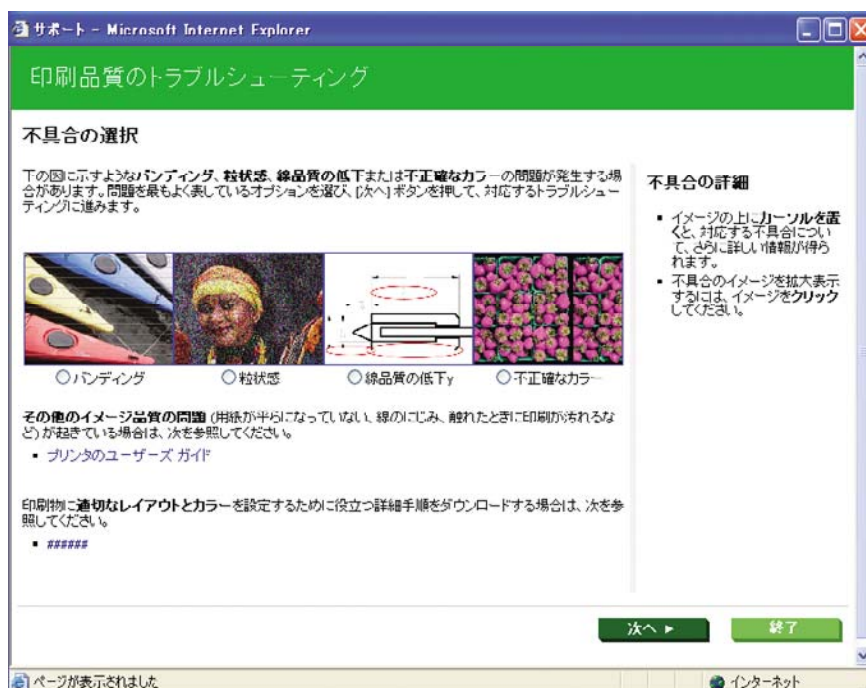 サポート - Microsoft Internet Explorer
印刷品質のトラブルシューティング
不具合の選択
下の図に示すようなバンディング、粒状感、線品質の低下または不正確なカラーの問題が発生する場
合があります。問題を最もよく表しているオプションを選び、[次へ] ボタンを押して、対応するトラブルシュー
ティングに進みます。
バンディング
粒状感
線品質の低下y
不正確なカラー
その他のイメージ品質の問題 (用紙が平らになっていない、線のにじみ、触れたときに印刷が汚れるな
ど) が起きている場合は、次を参照してください。
▪ プリンタのユーザーズ ガイド
印刷物に適切なレイアウトとカラーを設定するために役立つ詳細手順をダウンロードする場合は、次を参
照してください。
▪ ######
不具合の詳細
▪ イメージの上にカーソルを置
くと、対応する不具合につい
て、さらに詳しい情報が得ら
れます。
▪ 不具合のイメージを拡大表示
するには、イメージをクリック
してください。
次へ ►
終了
ページが表示されました
インターネット